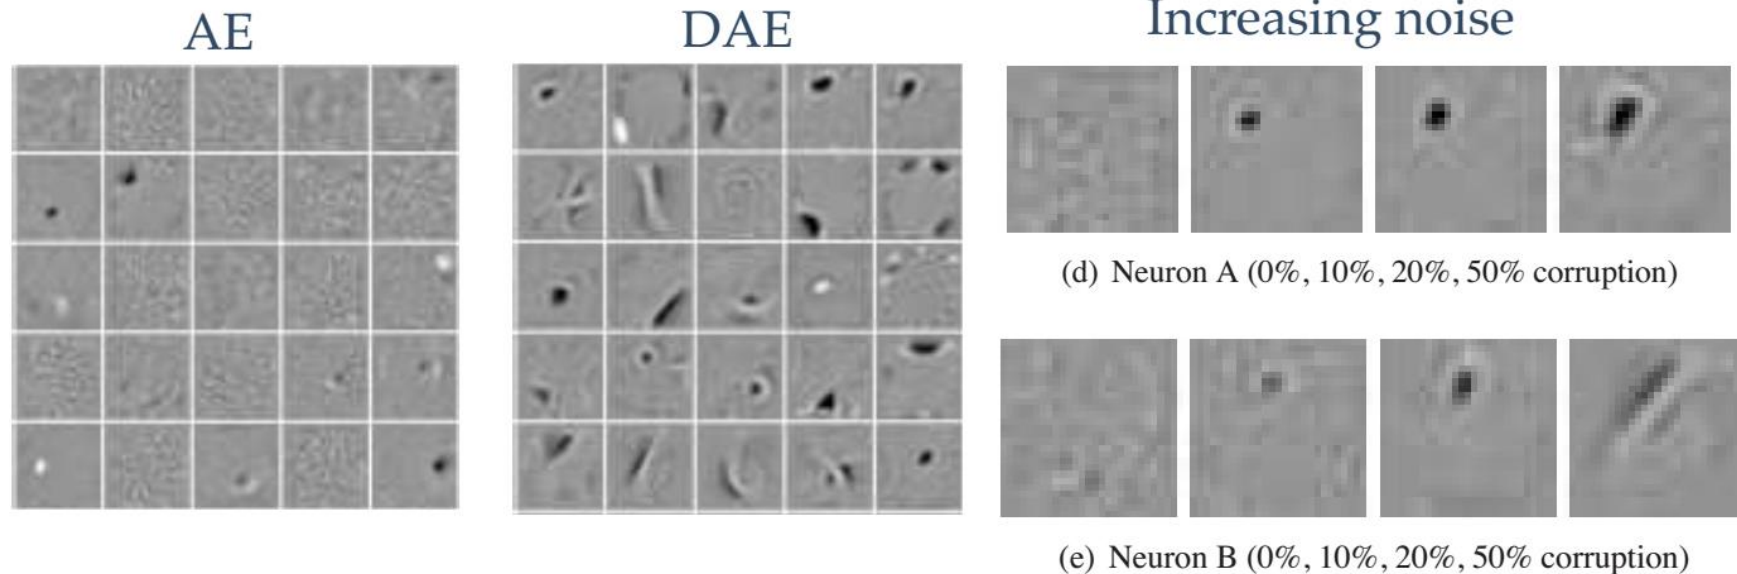 AE
DAE
Increasing noise
(d) Neuron A (0%, 10%, 20%, 50% corruption)
(e) Neuron B (0%, 10%, 20%, 50% corruption)